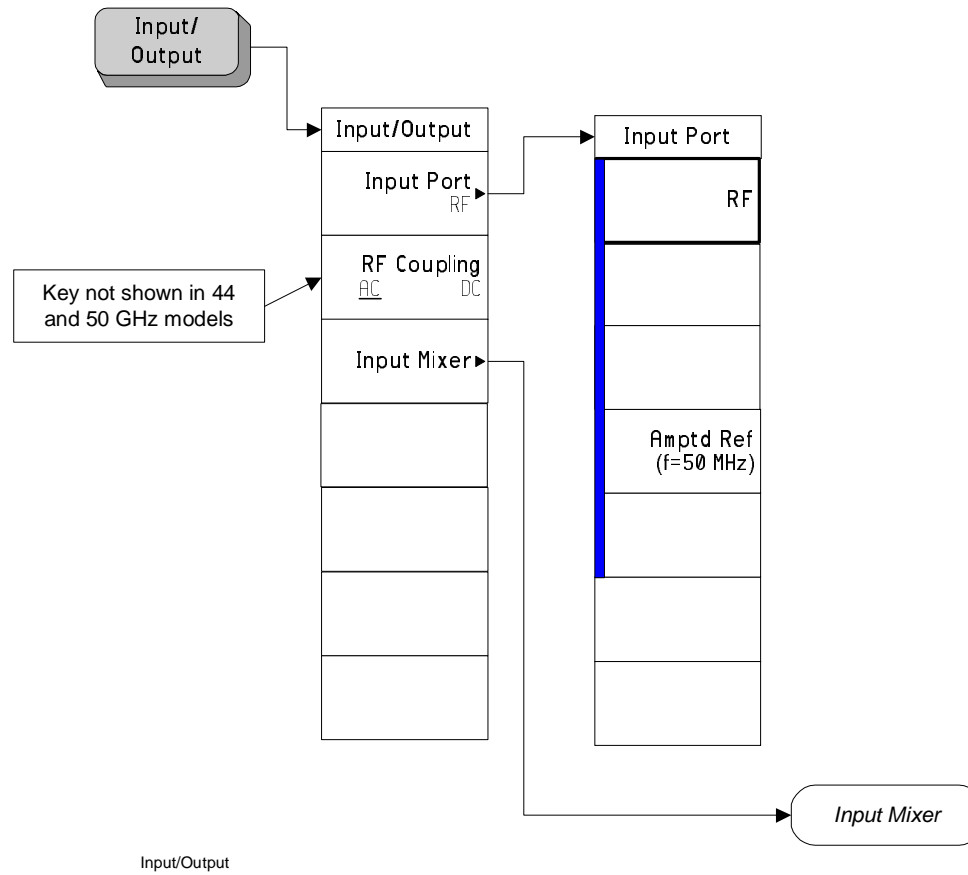 Input/
Output
Input/Output
Input Port
RF
RF Coupling
AC DC
Input Mixer
Key not shown in 44
and 50 GHz models
Input Port
RF
Amptd Ref
(f=50 MHz)
Input Mixer
Input/Output